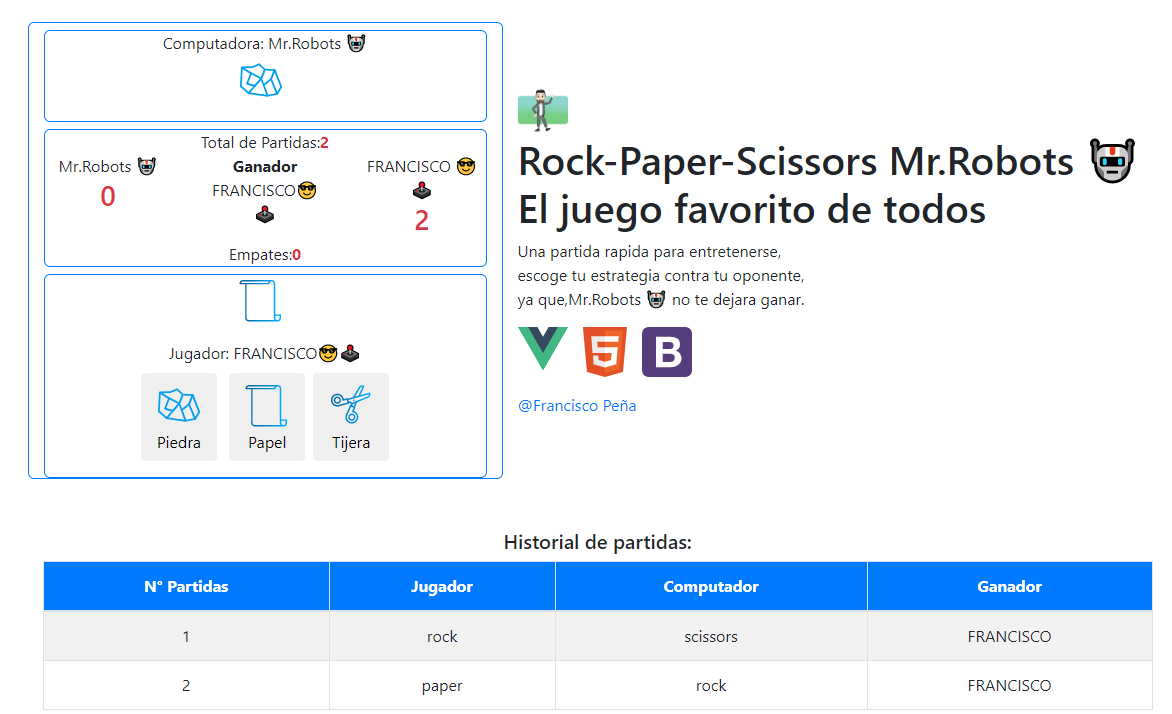 Computadora: Mr.Robots 🤖
Total de Partidas:2
Mr.Robots 🤖
0
Ganador
FRANCISCO😎
🕹
FRANCISCO 😎
🕹
2
Empates:0
Jugador: FRANCISCO😎🕹
Piedra
Papel
Tijera
Rock-Paper-Scissors Mr.Robots 🤖
El juego favorito de todos
Una partida rapida para entretenerse,
escoge tu estrategia contra tu oponente,
ya que,Mr.Robots 🤖 no te dejara ganar.
5 B
@Francisco Peña
Historial de partidas:
N° Partidas Jugador Computador Ganador
1 rock scissors FRANCISCO
2 paper rock FRANCISCO